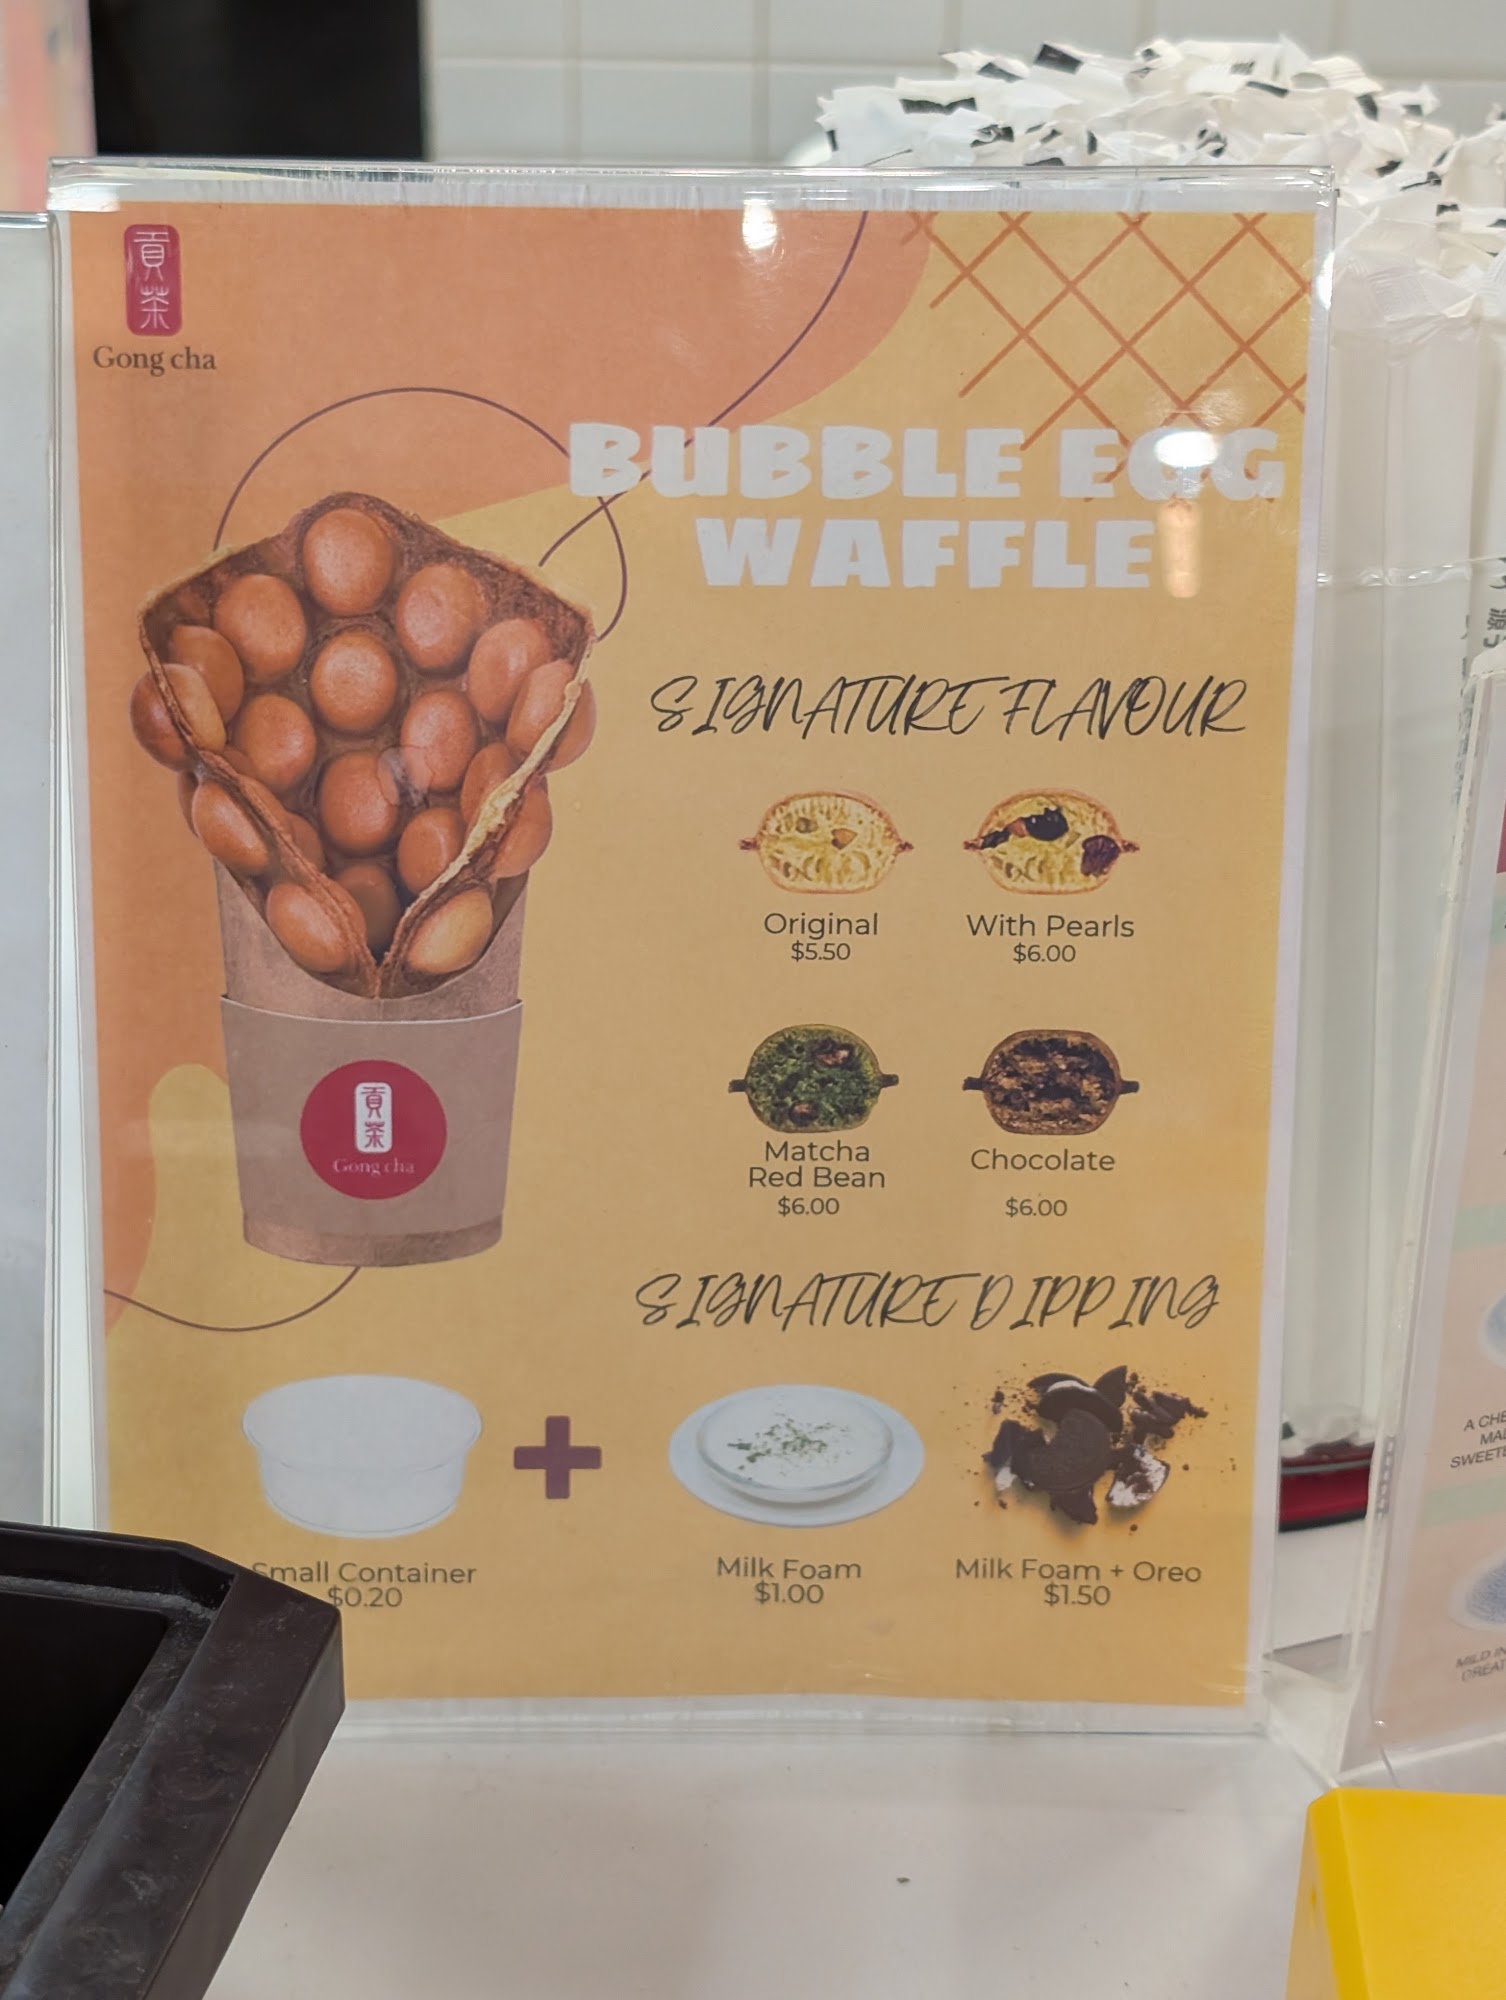 貢茶
Gong cha
BUBBLE EGG
WAFFLE
SIGNATURE FLAVOUR
Original
$5.50
With Pearls
$6.00
貢茶
Gong cha
Matcha
Red Bean
$6.00
Chocolate
$6.00
SIGNATURE DIPPING
Small Container
$0.20
Milk Foam
$1.00
Milk Foam + Oreo
$1.50